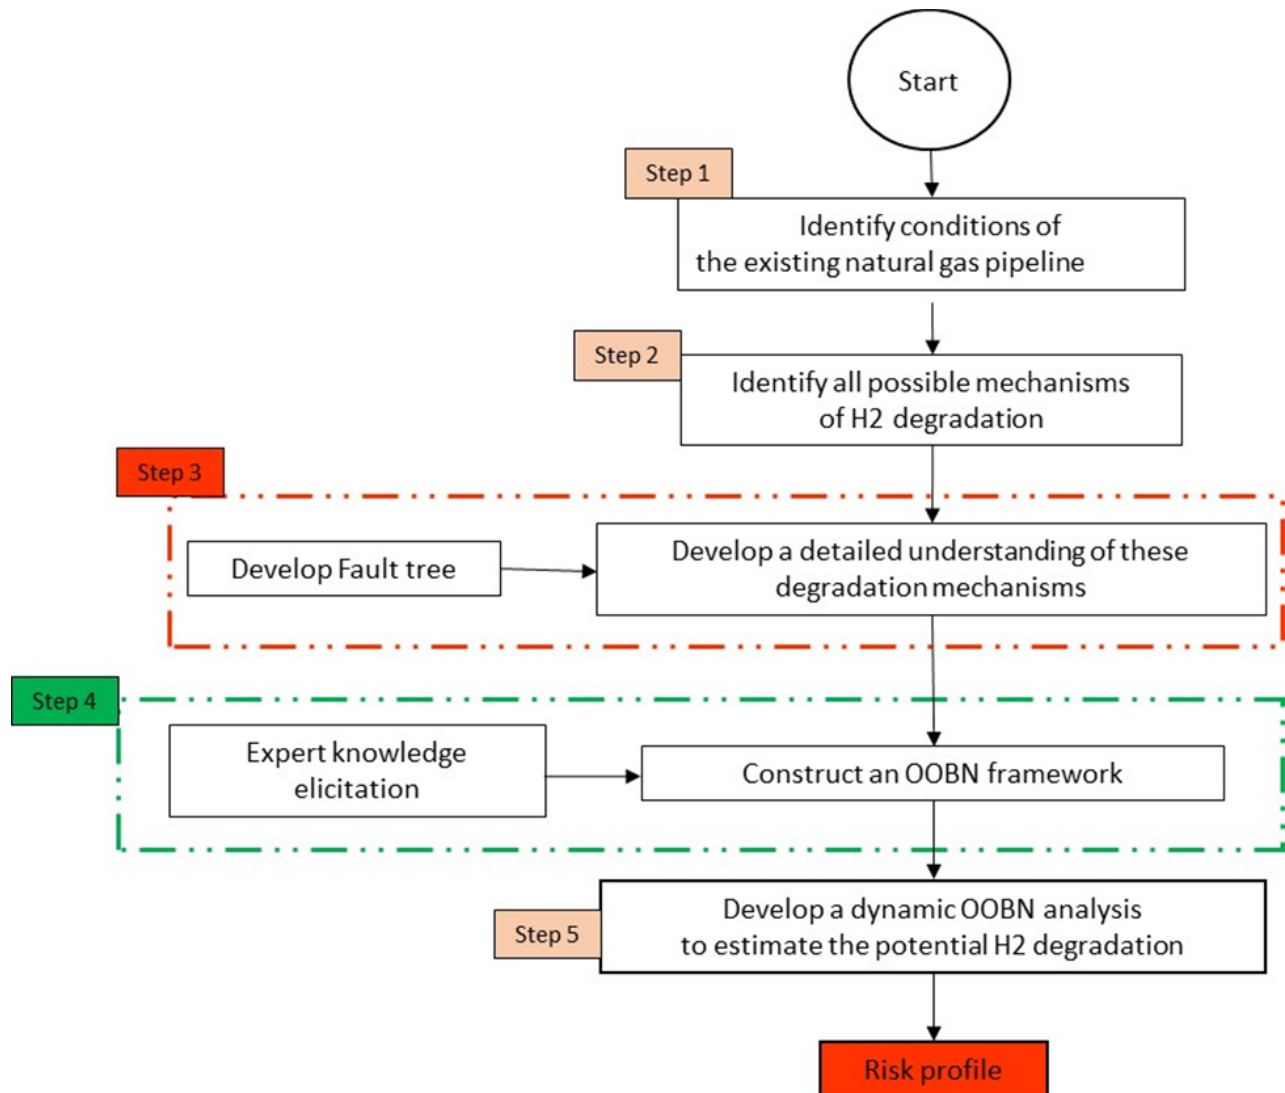 Start
Step 1
Identify conditions of
the existing natural gas pipeline
Step 2
Identify all possible mechanisms
of H2 degradation
Step 3
Develop Fault tree
Develop a detailed understanding of these
degradation mechanisms
Step 4
Expert knowledge
elicitation
Construct an OOBN framework
Step 5
Develop a dynamic OOBN analysis
to estimate the potential H2 degradation
Risk profile